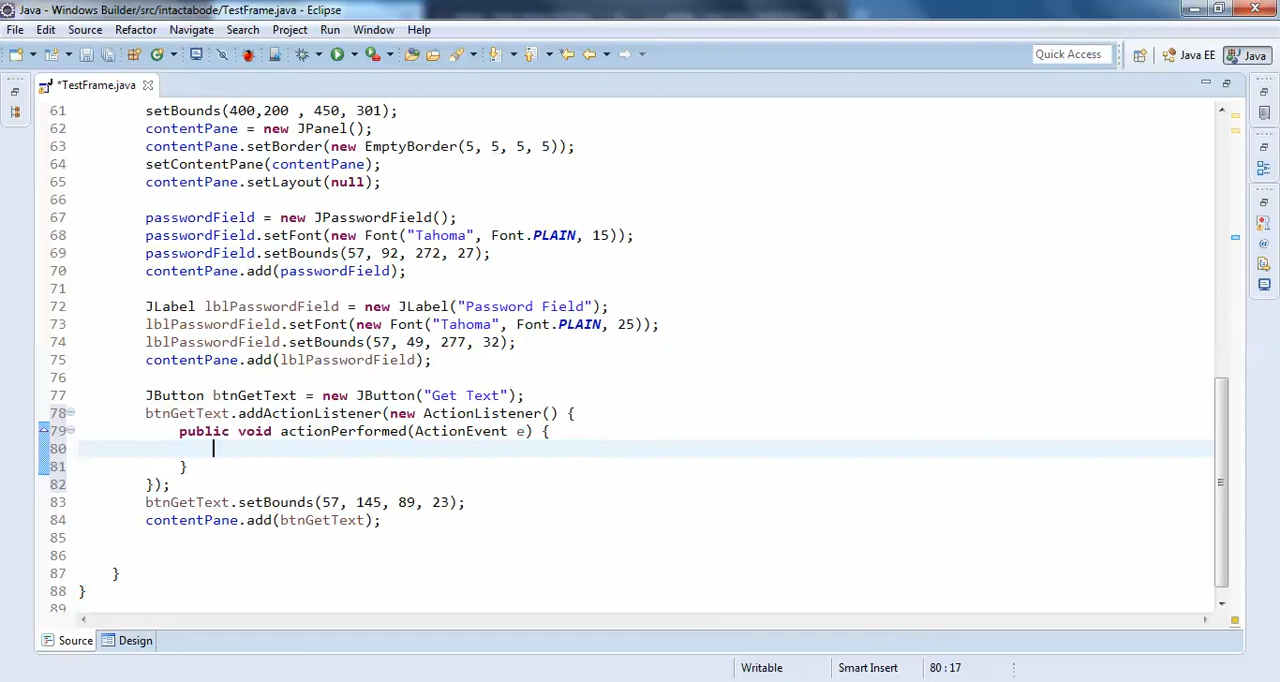 Java - Windows Builder/src/intactabode/TestFrame.java - Eclipse
File Edit Source Refactor Navigate Search Project Run Window Help
Quick Access Java EE Java
*TestFrame.java
61 setBounds(400,200 , 450, 301);
62 contentPane = new JPanel();
63 contentPane.setBorder(new EmptyBorder(5, 5, 5, 5));
64 setContentPane(contentPane);
65 contentPane.setLayout(null);
66
67 passwordField = new JPasswordField();
68 passwordField.setFont(new Font("Tahoma", Font.PLAIN, 15));
69 passwordField.setBounds(57, 92, 272, 27);
70 contentPane.add(passwordField);
71
72 JLabel lblPasswordField = new JLabel("Password Field");
73 lblPasswordField.setFont(new Font("Tahoma", Font.PLAIN, 25));
74 lblPasswordField.setBounds(57, 49, 277, 32);
75 contentPane.add(lblPasswordField);
76
77 JButton btnGetText = new JButton("Get Text");
78 btnGetText.addActionListener(new ActionListener() {
79 public void actionPerformed(ActionEvent e) {
80
81 }
82 });
83 btnGetText.setBounds(57, 145, 89, 23);
84 contentPane.add(btnGetText);
85
86
87 }
88 }
89
Source Design
Writable Smart Insert 80 : 17